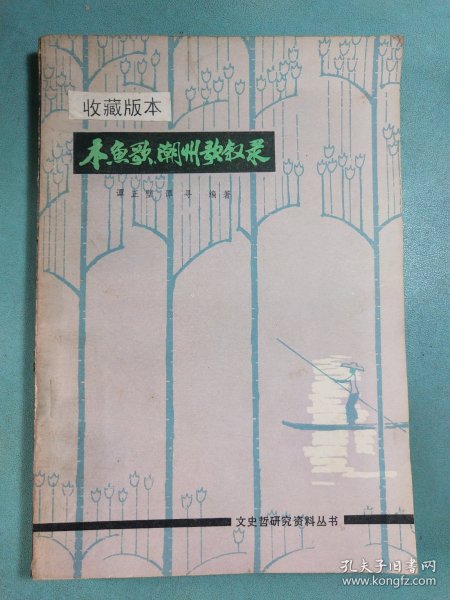 收藏版本
木鱼歌、潮州歌叙录
谭正璧 谭寻 编著
文史哲研究资料丛书
孔夫子旧书网
www.kongfz.com